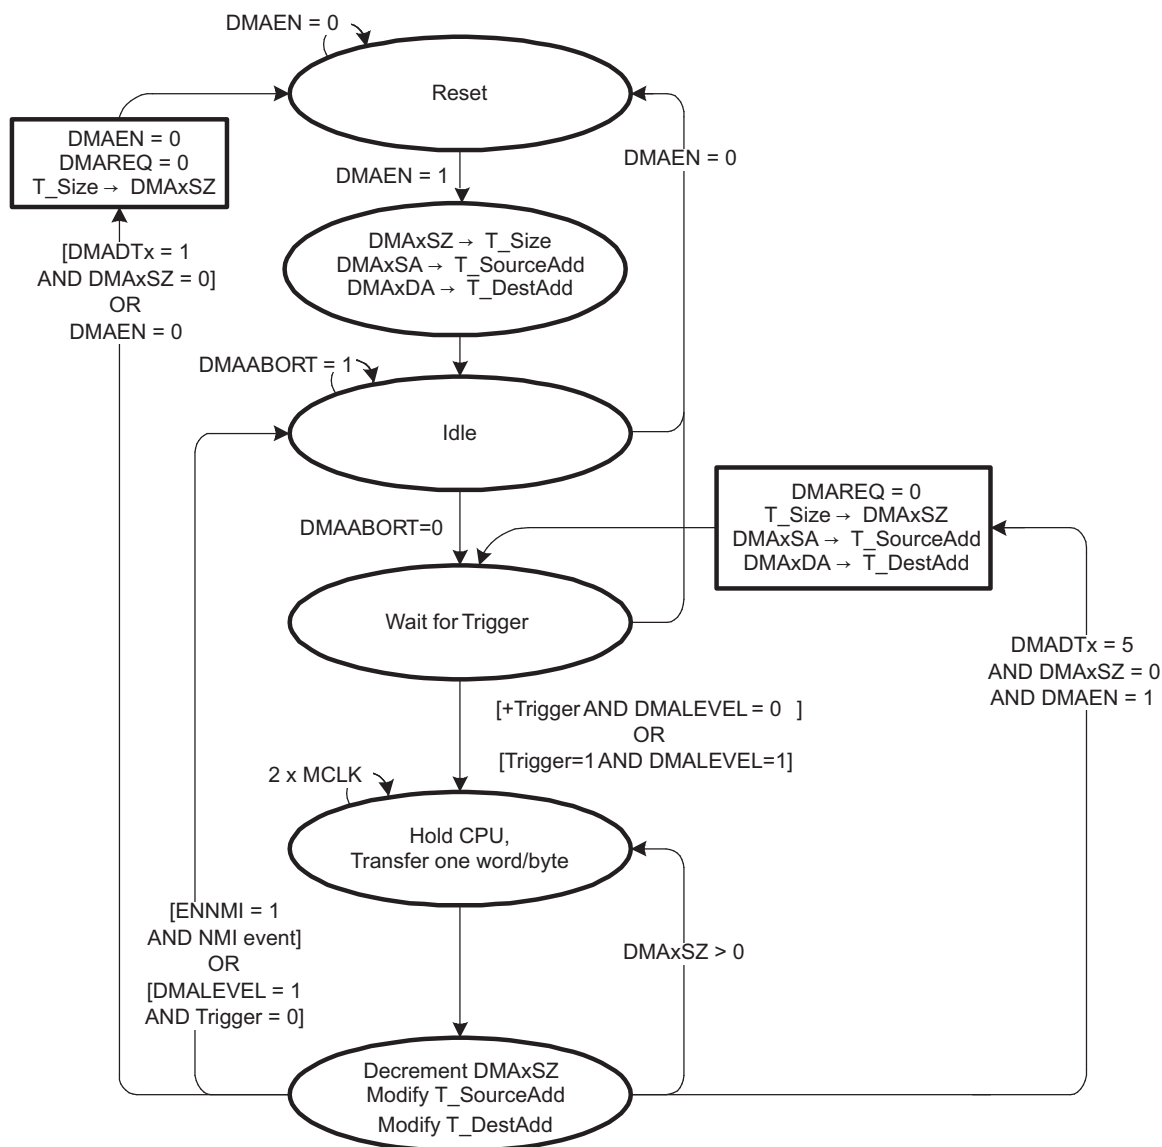 DMAEN = 0
Reset
DMAEN = 0
DMAREQ = 0
T_Size → DMAxSZ
DMAEN = 0
DMAEN = 1
[DMADTx = 1
AND DMAxSZ = 0]
OR
DMAEN = 0
DMAxSZ → T_Size
DMAxSA → T_SourceAdd
DMAxDA → T_DestAdd
DMAABORT = 1
Idle
DMAABORT=0
DMAREQ = 0
T_Size → DMAxSZ
DMAxSA → T_SourceAdd
DMAxDA → T_DestAdd
Wait for Trigger
DMADTx = 5
AND DMAxSZ = 0
AND DMAEN = 1
[+Trigger AND DMALEVEL = 0 ]
OR
[Trigger=1 AND DMALEVEL=1]
2 x MCLK
Hold CPU,
Transfer one word/byte
[ENNMI = 1
AND NMI event]
OR
[DMALEVEL = 1
AND Trigger = 0]
DMAxSZ > 0
Decrement DMAxSZ
Modify T_SourceAdd
Modify T_DestAdd